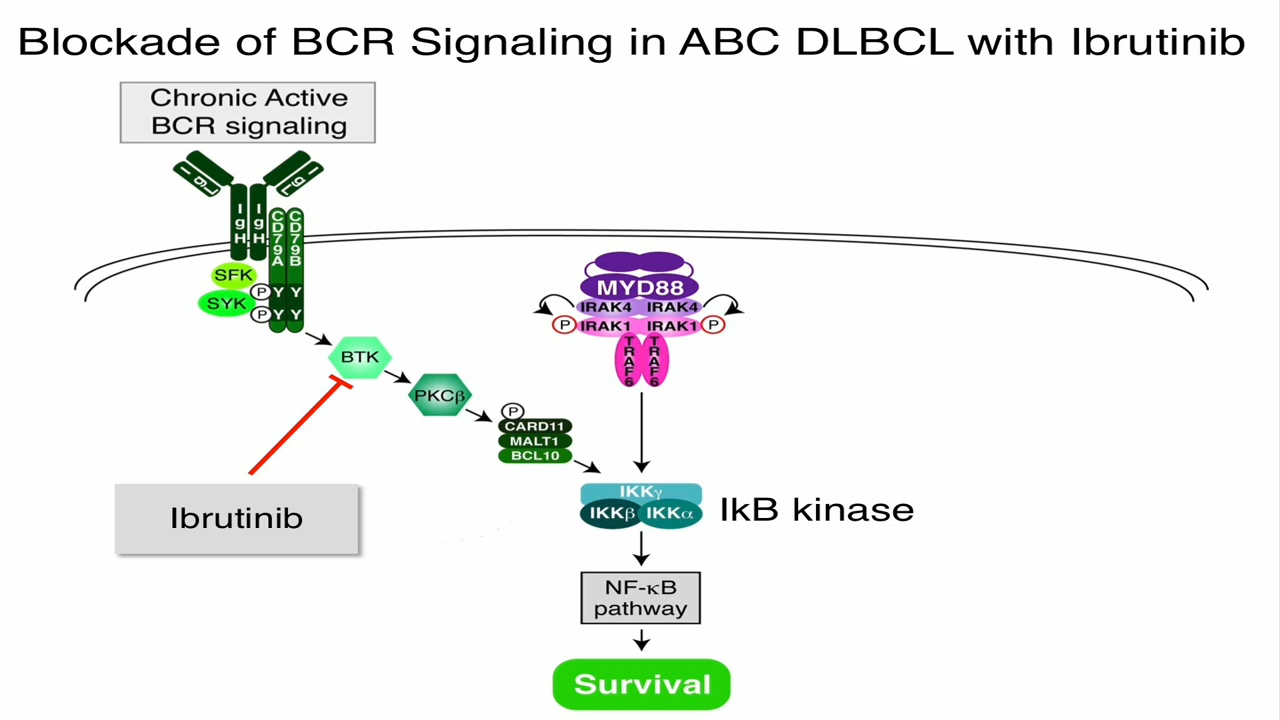 Blockade of BCR Signaling in ABC DLBCL with Ibrutinib
Chronic Active
BCR signaling
IgL
IgL
IgH
IgH
CD79A
CD79B
SFK
SYK
P
P
Y
Y
Y
Y
BTK
PKCβ
P
CARD11
MALT1
BCL10
MYD88
IRAK4
IRAK4
P
IRAK1
IRAK1
P
TRAF6
TRAF6
IKKγ
IKKβ
IKKα
IkB kinase
Ibrutinib
NF-κB
pathway
Survival